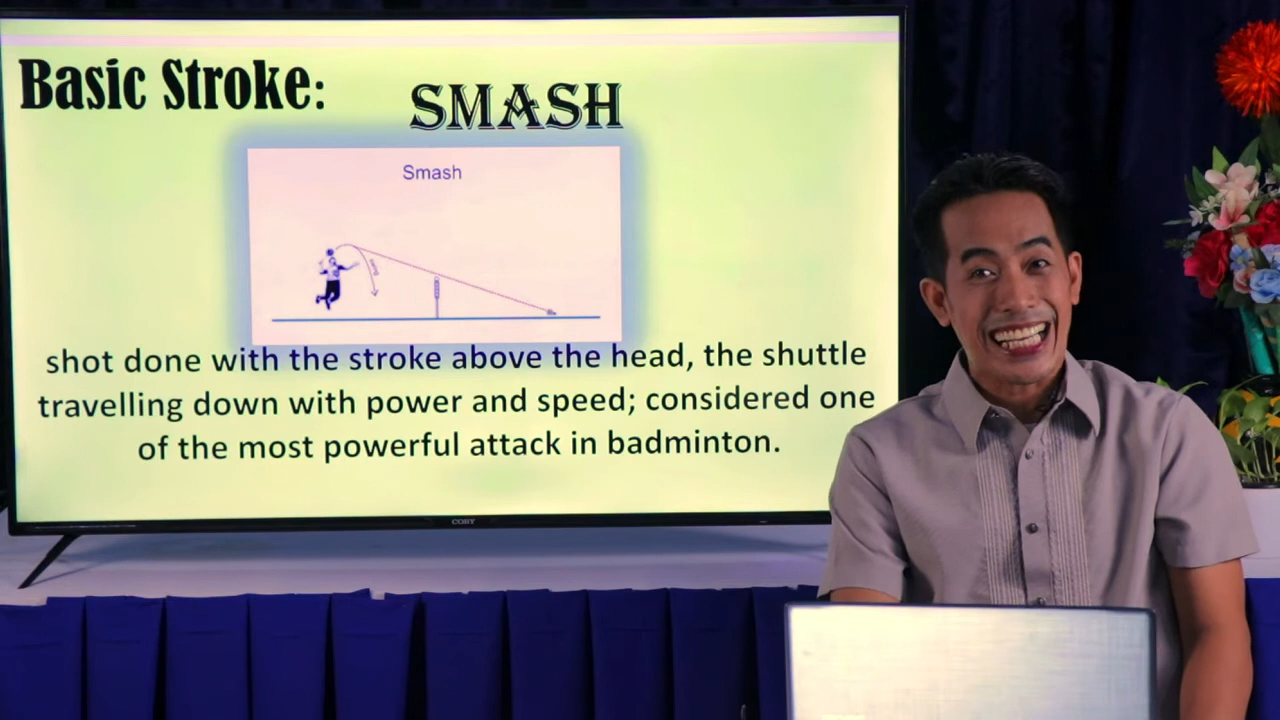 Basic Stroke:
SMASH
Smash
shot done with the stroke above the head, the shuttle
travelling down with power and speed; considered one
of the most powerful attack in badminton.
COBY